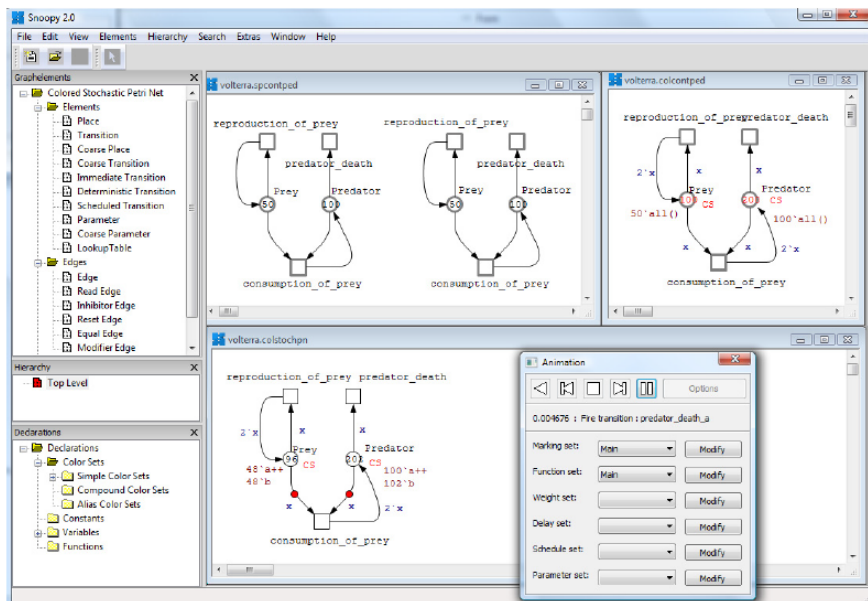 Snoopy 2.0
File Edit View Elements Hierarchy Search Extras Window Help
Graphelements
Colored Stochastic Petri Net
Elements
Place
Transition
Coarse Place
Coarse Transition
Immediate Transition
Deterministic Transition
Scheduled Transition
Parameter
Coarse Parameter
LookupTable
Edges
Edge
Read Edge
Inhibitor Edge
Reset Edge
Equal Edge
Modifier Edge
Hierarchy
Top Level
Declarations
Declarations
Color Sets
Simple Color Sets
Compound Color Sets
Alias Color Sets
Constants
Variables
Functions
volterra.spcontped
reproduction_of_prey reproduction_of_prey
predator_death predator_death
Prey Predator Prey Predator
50 100 50 100
consumption_of_prey consumption_of_prey
volterra.colcontped
reproduction_of_prey predator_death
2`x x x
Prey Predator
100 CS 200 CS
50`all() 100`all()
x x 2`x
consumption_of_prey
volterra.colstochpn
reproduction_of_prey predator_death
2`x x x
Prey Predator
96 CS CS
48`a++ 100`a++
48`b 102`b
x x 2`x
consumption_of_prey
Animation
Options
0.004676 : Fire transition : predator_death_a
Marking set: Main Modify
Function set: Main Modify
Weight set: Modify
Delay set: Modify
Schedule set: Modify
Parameter set: Modify